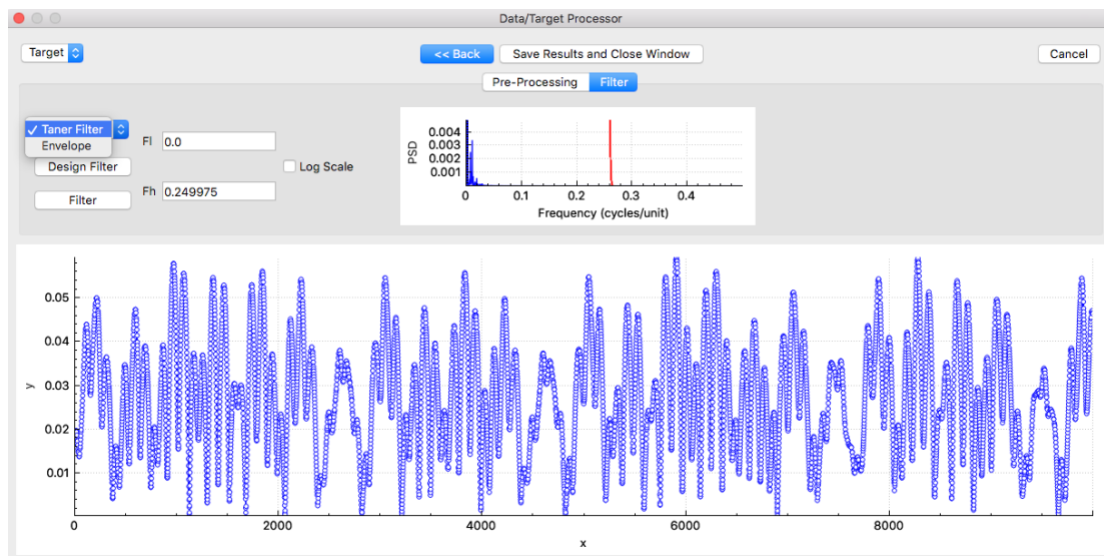 Data/Target Processor
Target << Back Save Results and Close Window Cancel
Pre-Processing Filter
✓ Taner Filter
Envelope
Design Filter
Filter
Fl 0.0
Fh 0.249975
Log Scale
PSD
0.004
0.003
0.002
0.001
0 0.1 0.2 0.3 0.4
Frequency (cycles/unit)
y
0.05
0.04
0.03
0.02
0.01
0 2000 4000 6000 8000
x